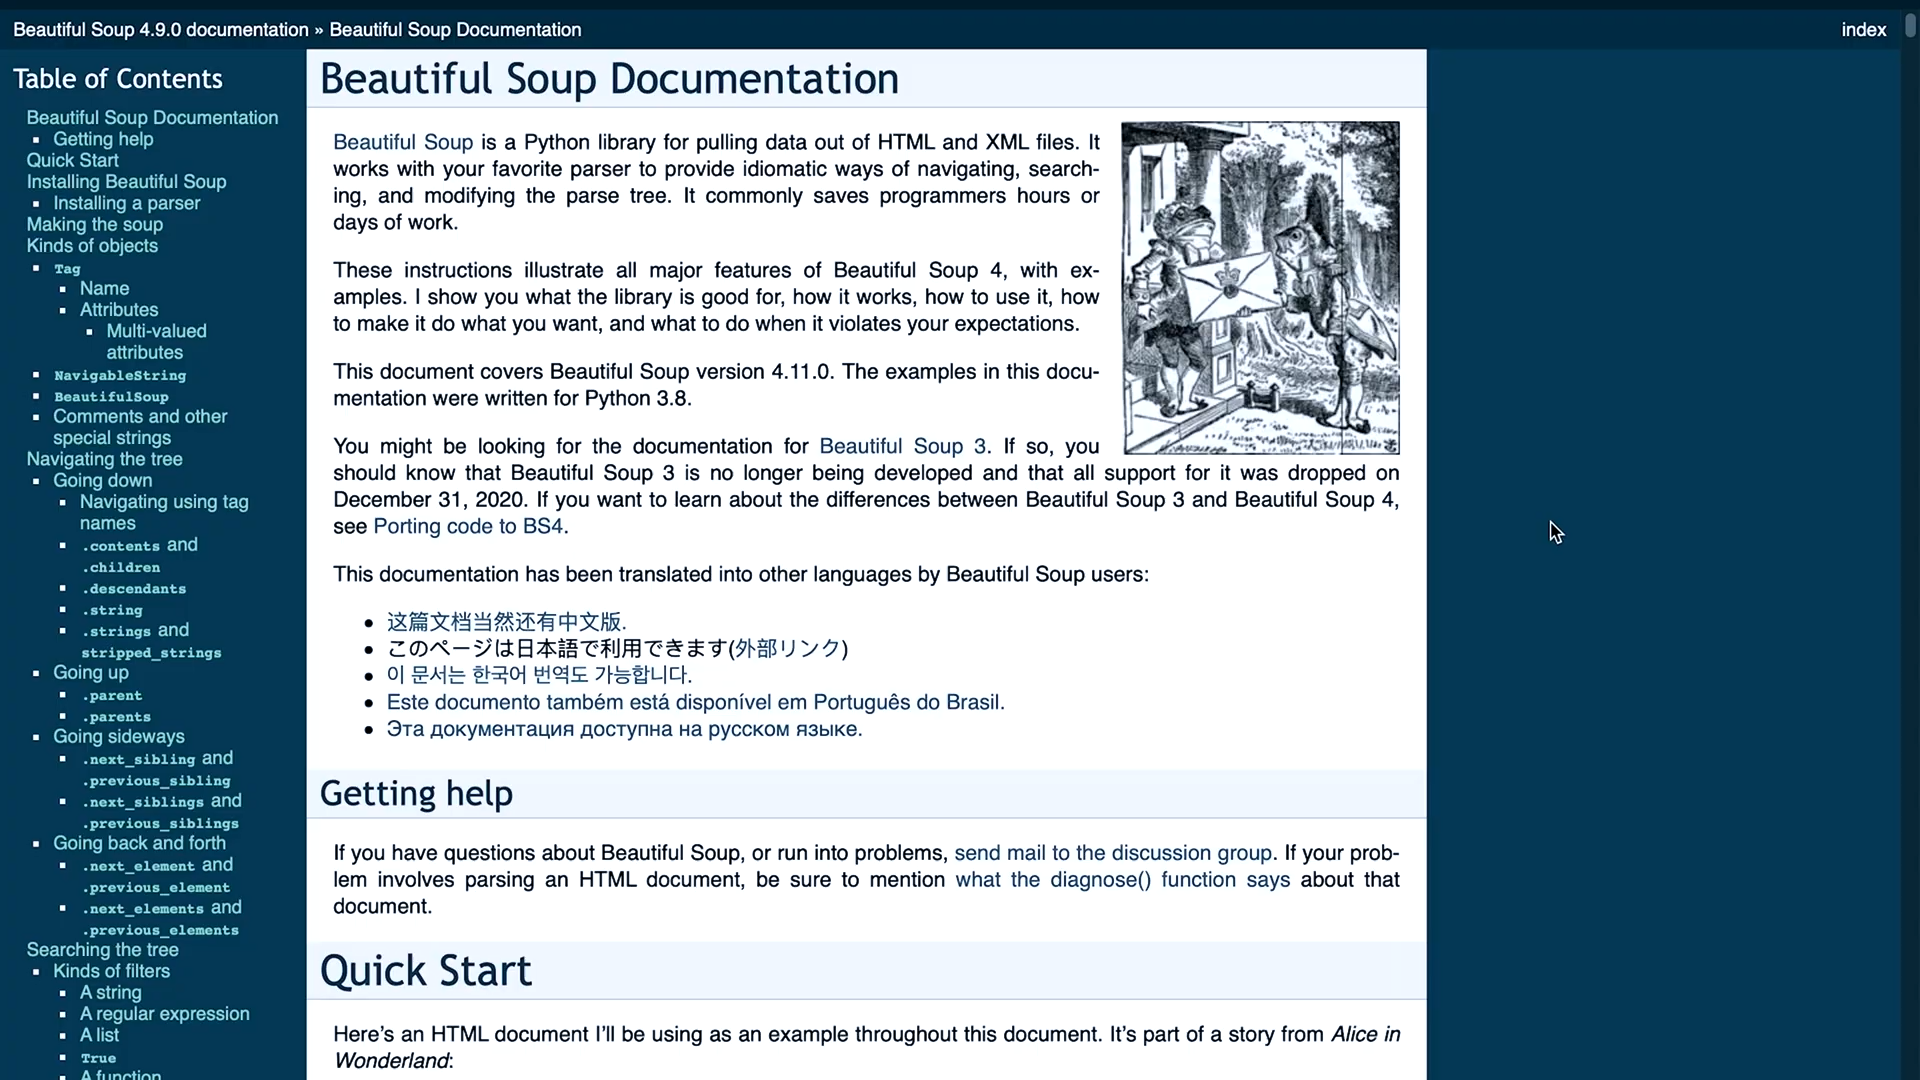 Beautiful Soup 4.9.0 documentation » Beautiful Soup Documentation
index
Table of Contents
Beautiful Soup Documentation
Getting help
Quick Start
Installing Beautiful Soup
Installing a parser
Making the soup
Kinds of objects
Tag
Name
Attributes
Multi-valued
attributes
NavigableString
BeautifulSoup
Comments and other
special strings
Navigating the tree
Going down
Navigating using tag
names
.contents and
.children
.descendants
.string
.strings and
stripped_strings
Going up
.parent
.parents
Going sideways
.next_sibling and
.previous_sibling
.next_siblings and
.previous_siblings
Going back and forth
.next_element and
.previous_element
.next_elements and
.previous_elements
Searching the tree
Kinds of filters
A string
A regular expression
A list
True
A function
Beautiful Soup Documentation
Beautiful Soup is a Python library for pulling data out of HTML and XML files. It
works with your favorite parser to provide idiomatic ways of navigating, search-
ing, and modifying the parse tree. It commonly saves programmers hours or
days of work.
These instructions illustrate all major features of Beautiful Soup 4, with ex-
amples. I show you what the library is good for, how it works, how to use it, how
to make it do what you want, and what to do when it violates your expectations.
This document covers Beautiful Soup version 4.11.0. The examples in this docu-
mentation were written for Python 3.8.
You might be looking for the documentation for Beautiful Soup 3. If so, you
should know that Beautiful Soup 3 is no longer being developed and that all support for it was dropped on
December 31, 2020. If you want to learn about the differences between Beautiful Soup 3 and Beautiful Soup 4,
see Porting code to BS4.
This documentation has been translated into other languages by Beautiful Soup users:
• 这篇文档当然还有中文版.
• このページは日本語で利用できます(外部リンク)
• 이 문서는 한국어 번역도 가능합니다.
• Este documento também está disponível em Português do Brasil.
• Эта документация доступна на русском языке.
Getting help
If you have questions about Beautiful Soup, or run into problems, send mail to the discussion group. If your prob-
lem involves parsing an HTML document, be sure to mention what the diagnose() function says about that
document.
Quick Start
Here’s an HTML document I’ll be using as an example throughout this document. It’s part of a story from Alice in
Wonderland: